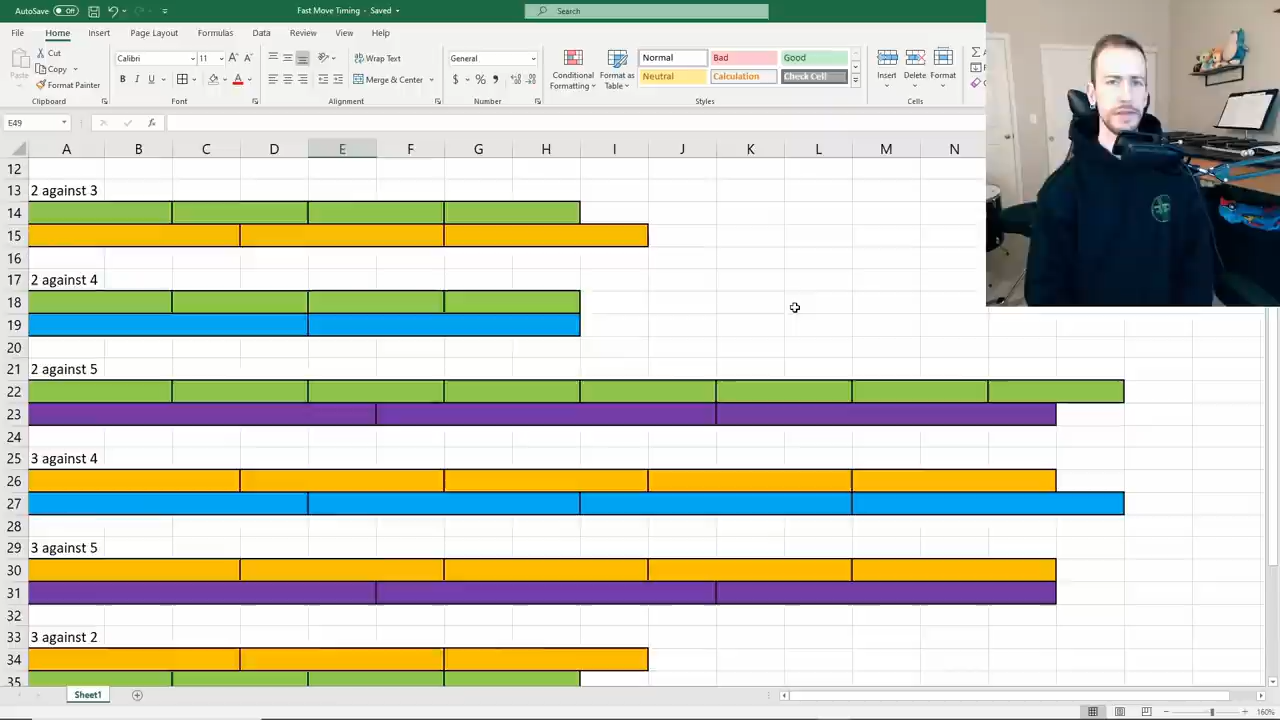 AutoSave Off Fast Move Timing - Saved Search
File Home Insert Page Layout Formulas Data Review View Help
Paste Cut Copy Format Painter
Calibri 11
B I U A
Wrap Text
Merge & Center
General
$ % ,
Conditional Formatting Format as Table
Normal Bad Good
Neutral Calculation Check Cell
Insert Delete Format
Clipboard Font Alignment Number Styles Cells
E49 fx
A B C D E F G H I J K L M N
12
13 2 against 3
14
15
16
17 2 against 4
18
19
20
21 2 against 5
22
23
24
25 3 against 4
26
27
28
29 3 against 5
30
31
32
33 3 against 2
34
35
Sheet1
160%